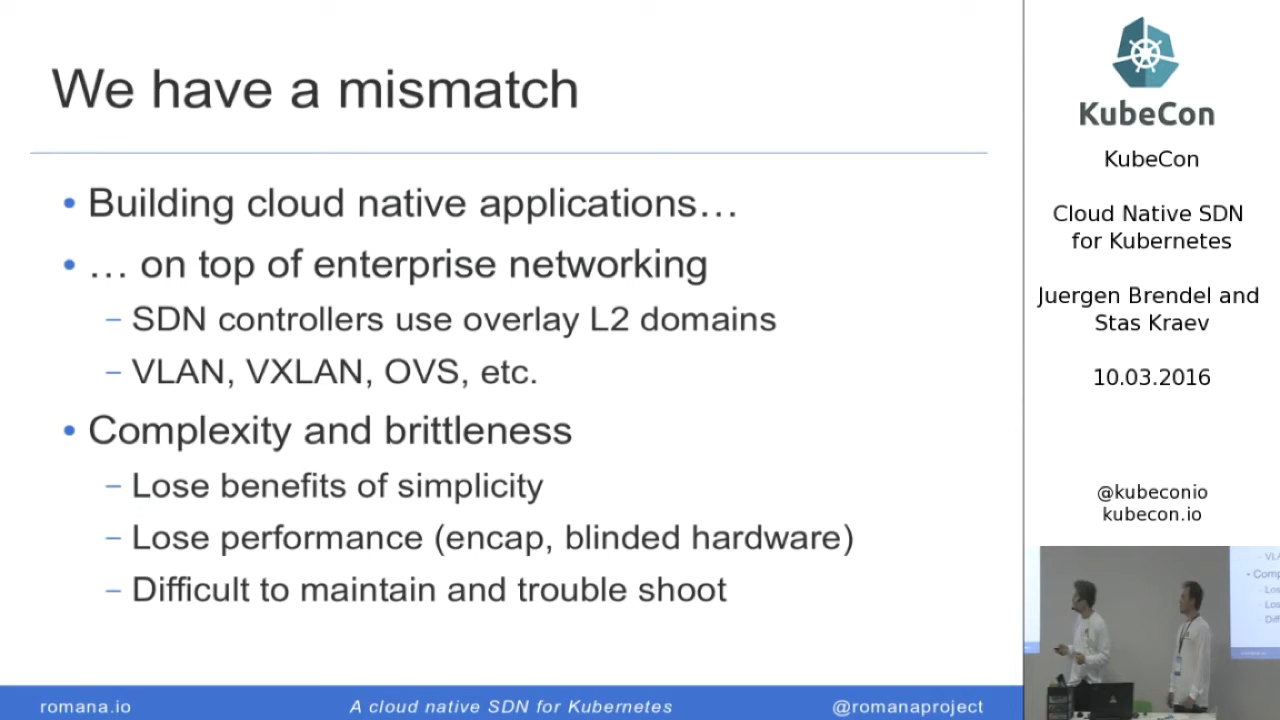 We have a mismatch
• Building cloud native applications…
• … on top of enterprise networking
– SDN controllers use overlay L2 domains
– VLAN, VXLAN, OVS, etc.
• Complexity and brittleness
– Lose benefits of simplicity
– Lose performance (encap, blinded hardware)
– Difficult to maintain and trouble shoot
romana.io
A cloud native SDN for Kubernetes
@romanaproject
KubeCon
KubeCon
Cloud Native SDN
for Kubernetes
Juergen Brendel and
Stas Kraev
10.03.2016
@kubeconio
kubecon.io